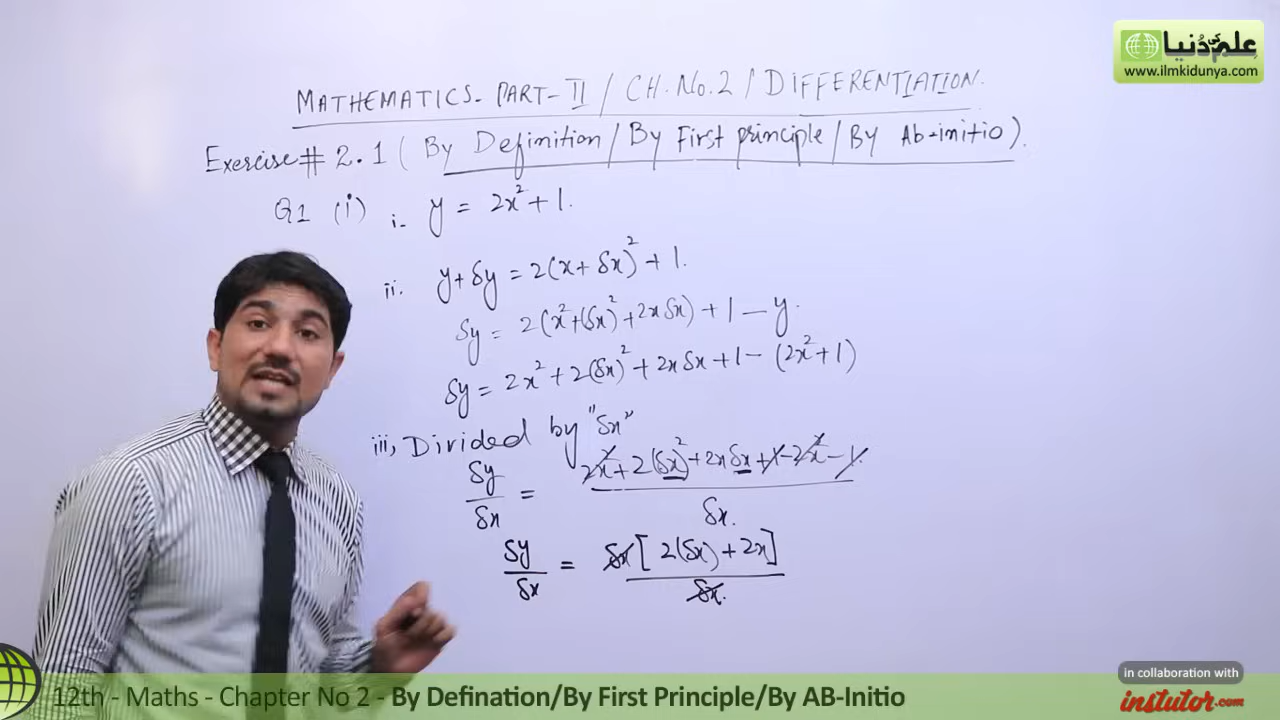 علم کی دُنیا
www.ilmkidunya.com
MATHEMATICS- PART-II / CH.No.2 / DIFFERENTIATION.
Exercise# 2.1 ( By Definition / By First principle / By Ab-initio ).
Q1 (i) i- y = 2x² + 1.
ii. y+δy = 2(x+δx)² + 1.
δy = 2(x²+(δx)²+2xδx) + 1 − y.
δy = 2x² + 2(δx)² + 2xδx + 1 − (2x²+1)
iii, Divided by "δx"
δy/δx = 2x² + 2(δx)² + 2xδx + 1 − 2x² − 1. / δx.
δy/δx = δx [ 2(δx) + 2x] / δx.
in collaboration with
instutor.com
12th - Maths - Chapter No 2 - By Defination/By First Principle/By AB-Initio